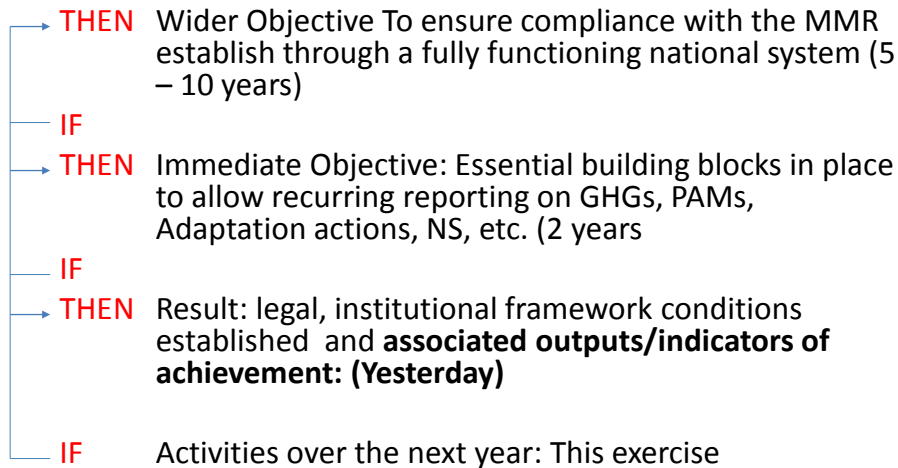 THEN Wider Objective To ensure compliance with the MMR
establish through a fully functioning national system (5
– 10 years)
IF
THEN Immediate Objective: Essential building blocks in place
to allow recurring reporting on GHGs, PAMs,
Adaptation actions, NS, etc. (2 years
IF
THEN Result: legal, institutional framework conditions
established and associated outputs/indicators of
achievement: (Yesterday)
IF Activities over the next year: This exercise